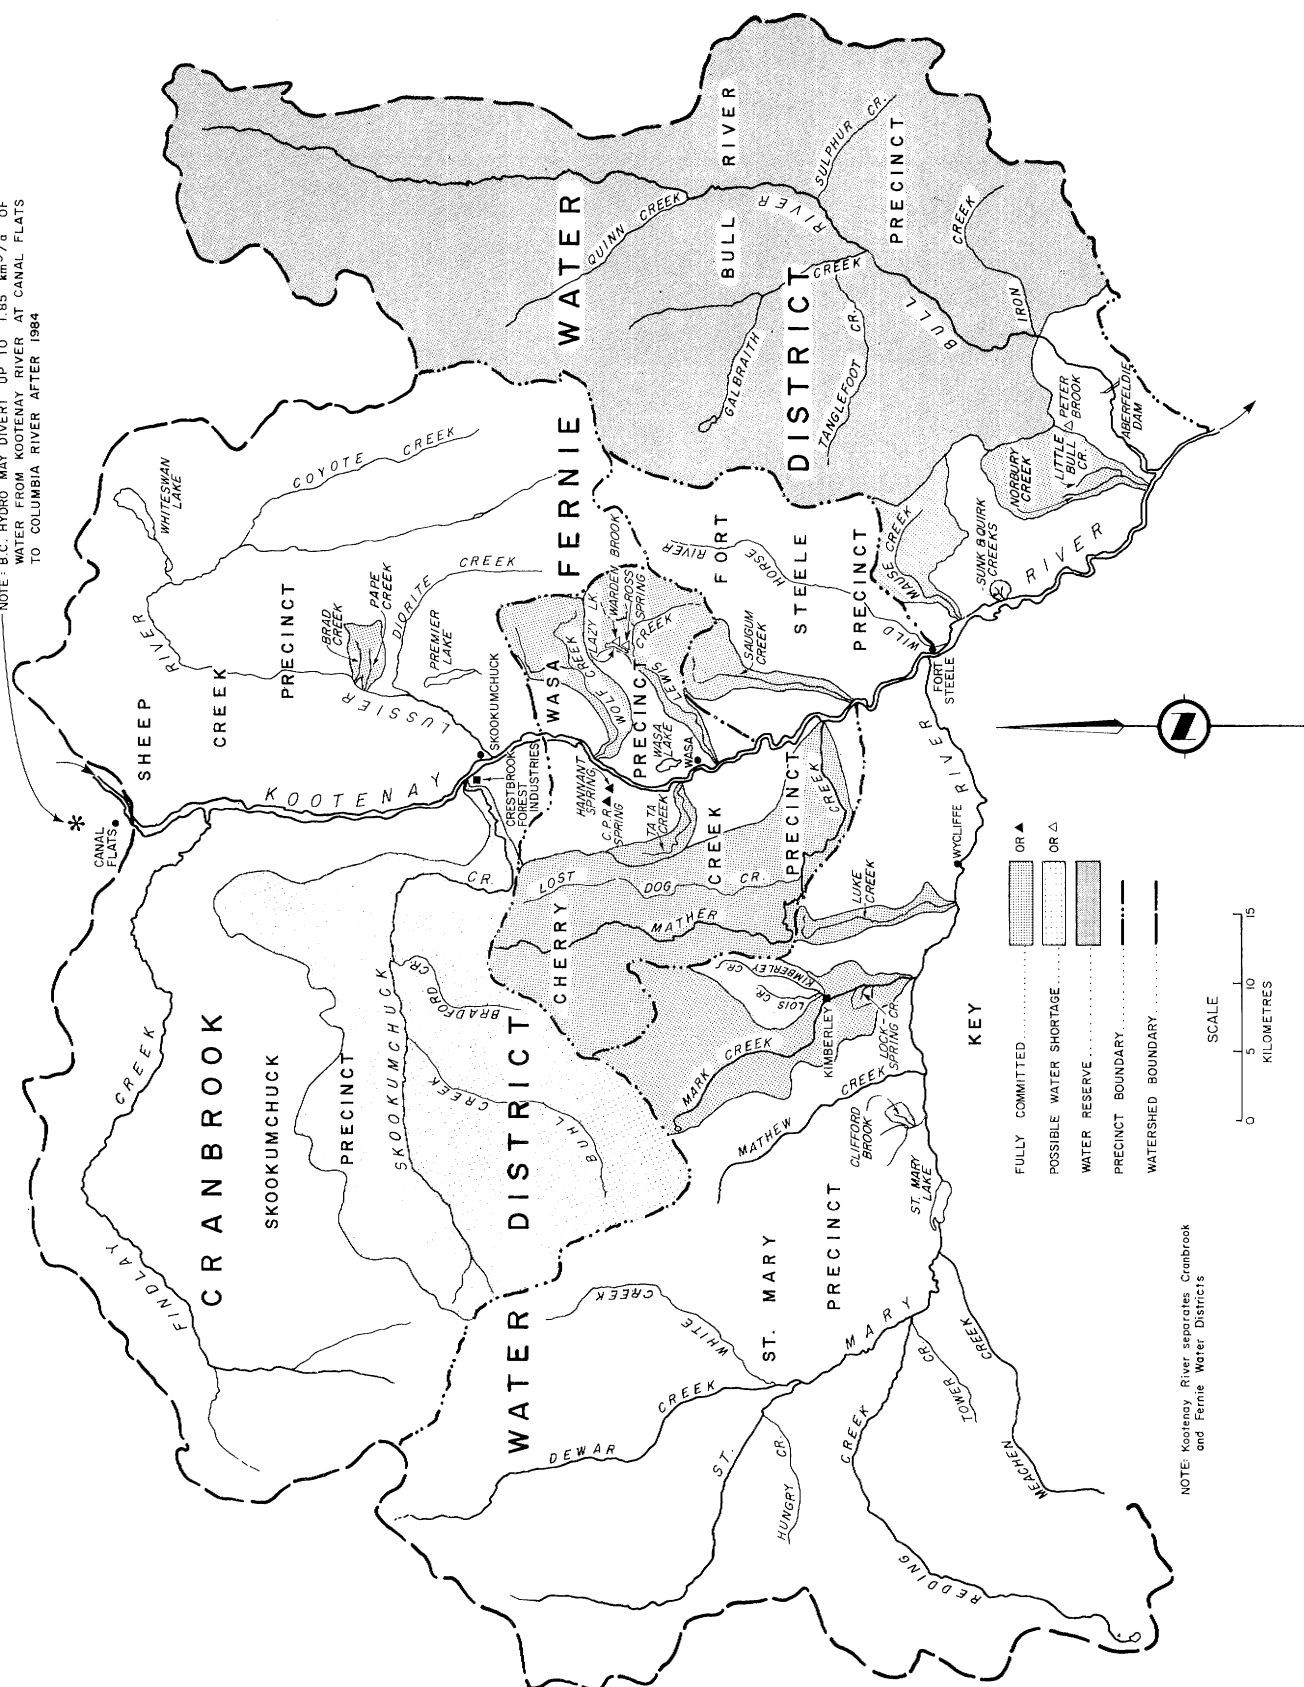 NOTE: B.C. HYDRO MAY DIVERT UP TO 1.85 km³/a OF
WATER FROM KOOTENAY RIVER AT CANAL FLATS
TO COLUMBIA RIVER AFTER 1984
*
CANAL
FLATS
SHEEP
CREEK
PRECINCT
WHITESWAN
LAKE
COYOTE CREEK
LUSSIER RIVER
BRAD
CREEK
PAPE
CREEK
DIORITE CREEK
PREMIER
LAKE
SKOOKUMCHUCK
KOOTENAY
CRESTBROOK
FOREST
INDUSTRIES
FERNIE WATER
DISTRICT
BULL RIVER
PRECINCT
QUINN CREEK
BULL RIVER
SULPHUR CR.
GALBRAITH CREEK
TANGLEFOOT CR.
IRON CREEK
PETER
BROOK
ABERFELDIE
DAM
LITTLE
BULL
CR.
NORBURY
CREEK
SUNK & QUIRK
CREEKS
RIVER
MAUSE CREEK
FORT
STEELE
PRECINCT
WILD HORSE RIVER
SAUGUM
CREEK
FORT
STEELE
WASA
PRECINCT
WOLF CREEK
LAZY LK
WARDEN BROOK
ROSS
SPRING
LEWIS CREEK
WASA
LAKE
WASA
HANNANT
SPRING
C.P.R.
SPRING
TA TA
CREEK
CRANBROOK
WATER DISTRICT
SKOOKUMCHUCK
PRECINCT
FINDLAY CREEK
SKOOKUMCHUCK CR.
BRADFORD CR.
BUHL CREEK
CHERRY
CREEK
PRECINCT
LOST DOG CR.
MATHER CREEK
LUKE
CREEK
WYCLIFFE
KIMBERLEY CR.
LOIS CR.
KIMBERLEY
MARK CREEK
LOCK-
SPRING CR.
MATHEW CREEK
CLIFFORD
BROOK
ST. MARY
LAKE
ST. MARY
PRECINCT
ST. MARY RIVER
WHITE CREEK
DEWAR CREEK
HUNGRY CR.
REDDING CREEK
TOWER CR.
MEACHEN CREEK
KEY
FULLY COMMITTED OR ▲
POSSIBLE WATER SHORTAGE OR △
WATER RESERVE
PRECINCT BOUNDARY
WATERSHED BOUNDARY
SCALE
0 5 10 15
KILOMETRES
NOTE: Kootenay River separates Cranbrook
and Fernie Water Districts